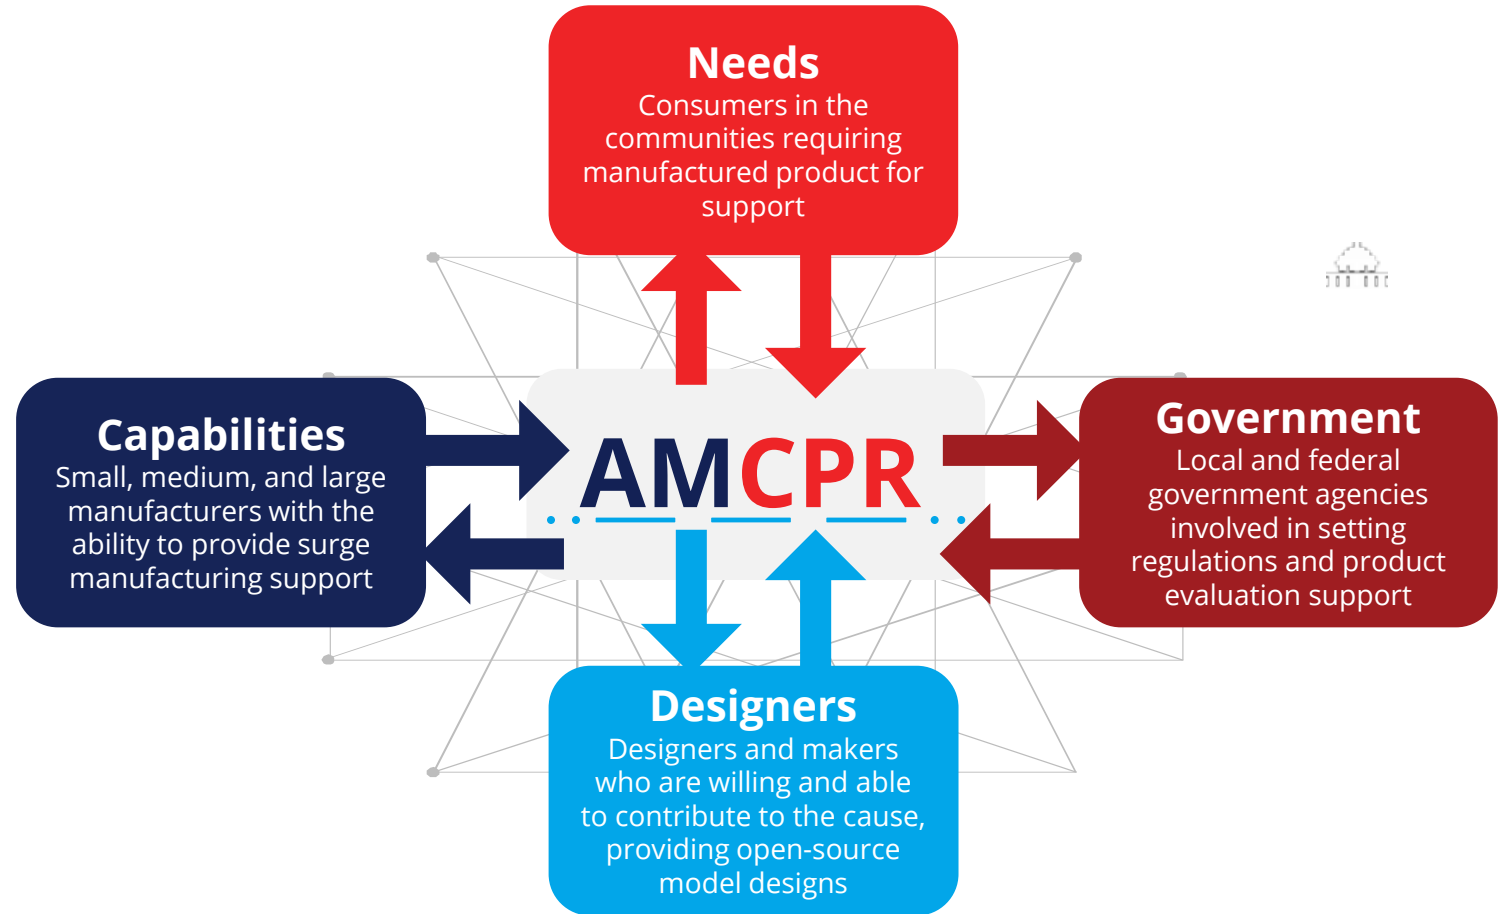 Needs
Consumers in the
communities requiring
manufactured product for
support
Capabilities
Small, medium, and large
manufacturers with the
ability to provide surge
manufacturing support
AMCPR
Government
Local and federal
government agencies
involved in setting
regulations and product
evaluation support
Designers
Designers and makers
who are willing and able
to contribute to the cause,
providing open-source
model designs